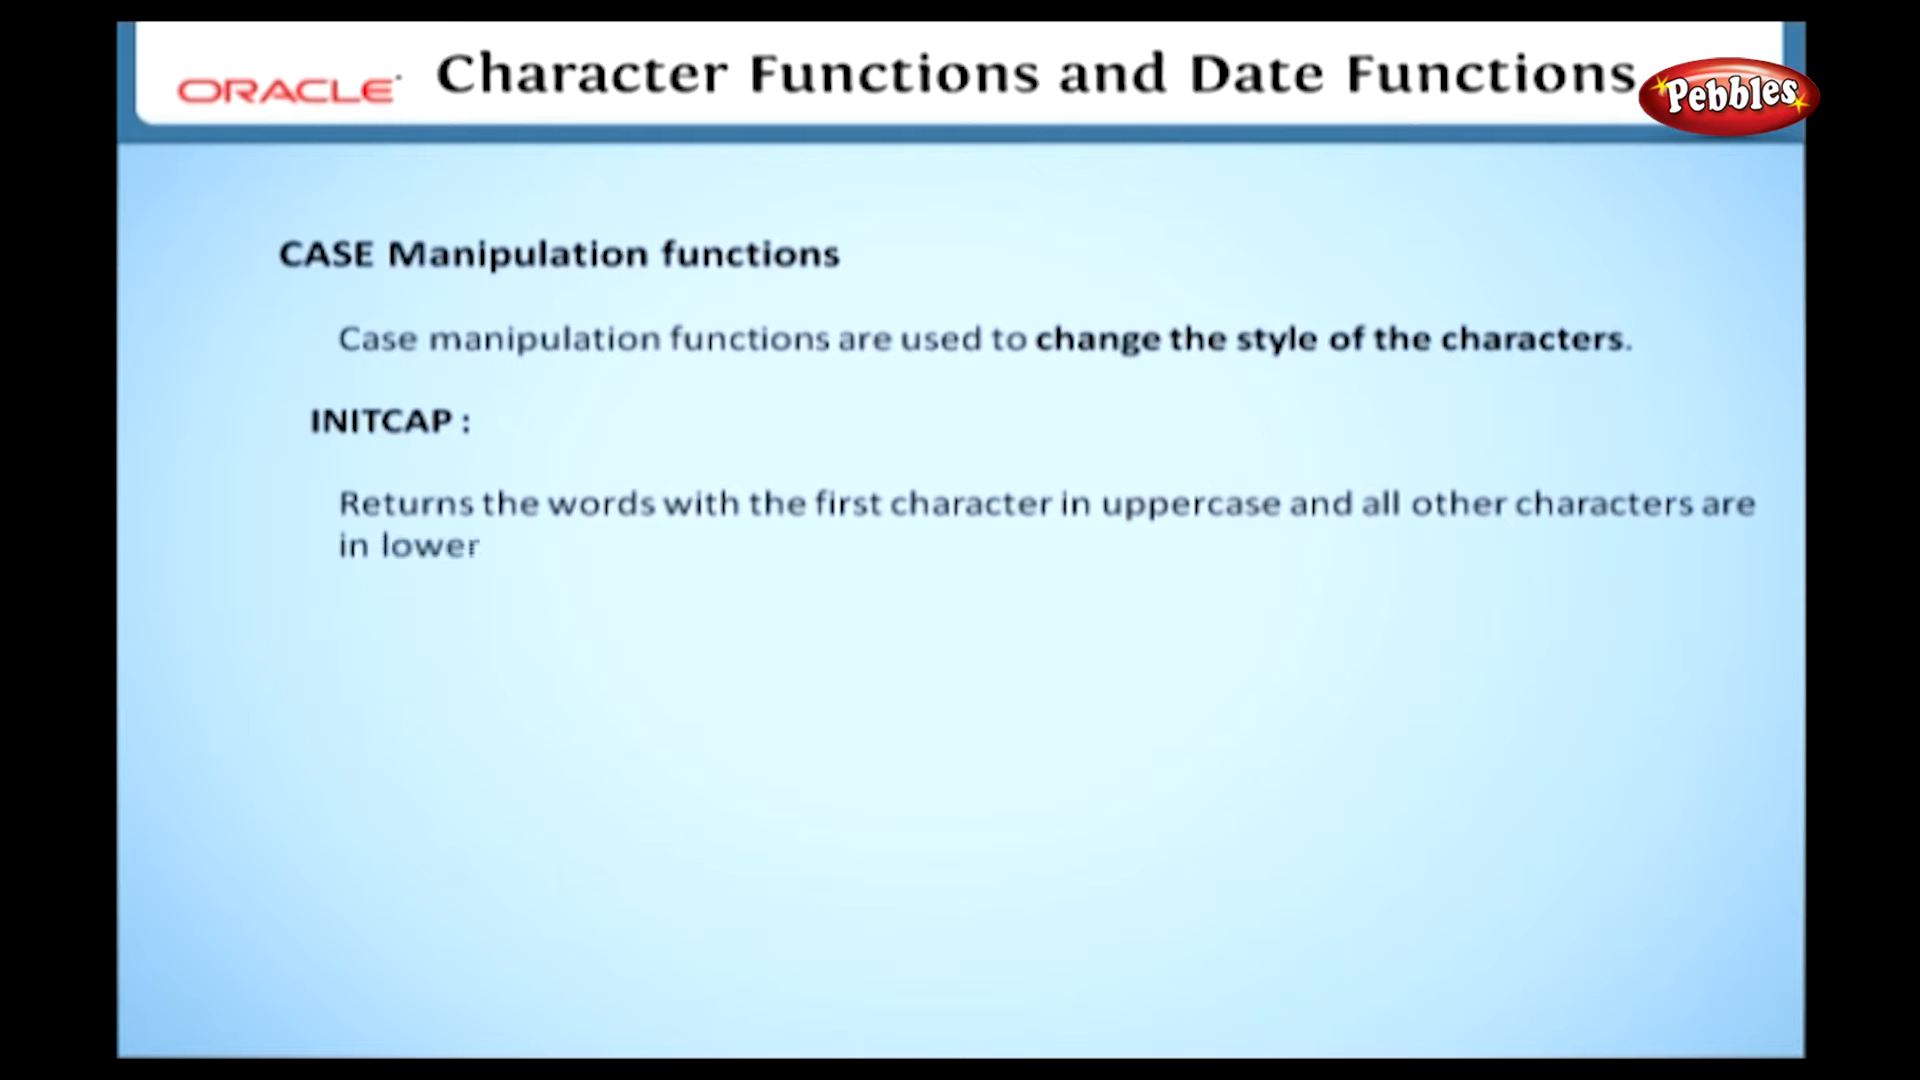 ORACLE Character Functions and Date Functions Pebbles
CASE Manipulation functions
Case manipulation functions are used to change the style of the characters.
INITCAP :
Returns the words with the first character in uppercase and all other characters are
in lower